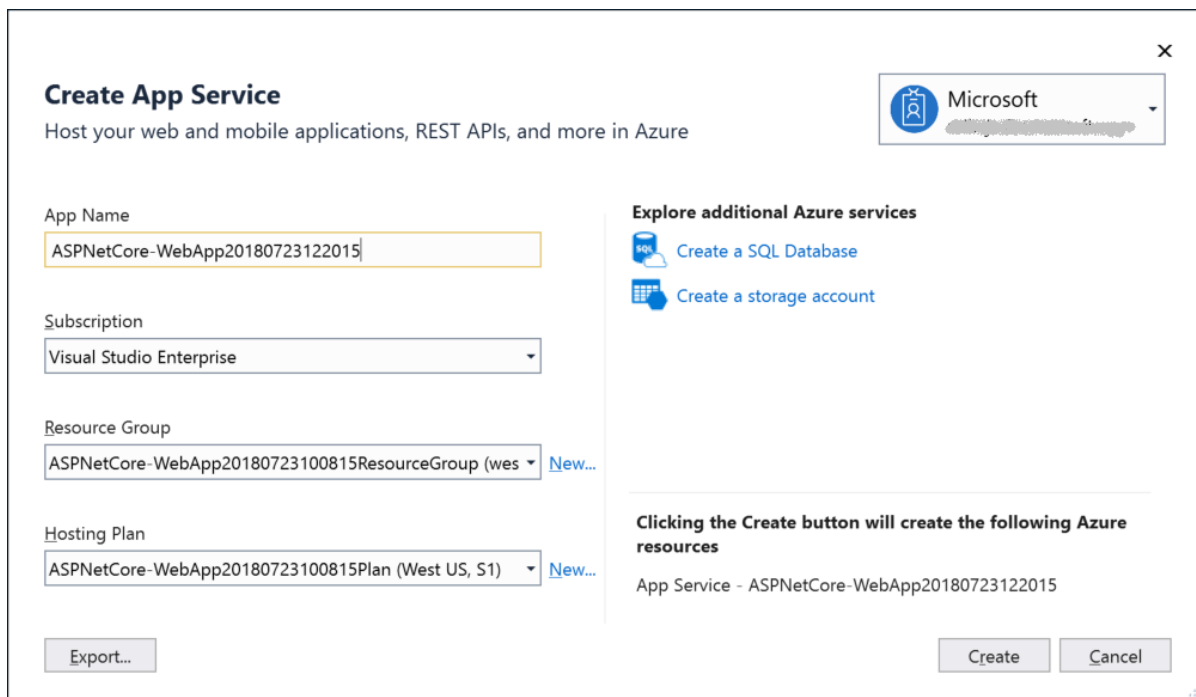 Create App Service
Host your web and mobile applications, REST APIs, and more in Azure
Microsoft
App Name
ASPNetCore-WebApp20180723122015
Subscription
Visual Studio Enterprise
Resource Group
ASPNetCore-WebApp20180723100815ResourceGroup (wes
New...
Hosting Plan
ASPNetCore-WebApp20180723100815Plan (West US, S1)
New...
Explore additional Azure services
SQL
Create a SQL Database
Create a storage account
Clicking the Create button will create the following Azure
resources
App Service - ASPNetCore-WebApp20180723122015
Export...
Create
Cancel